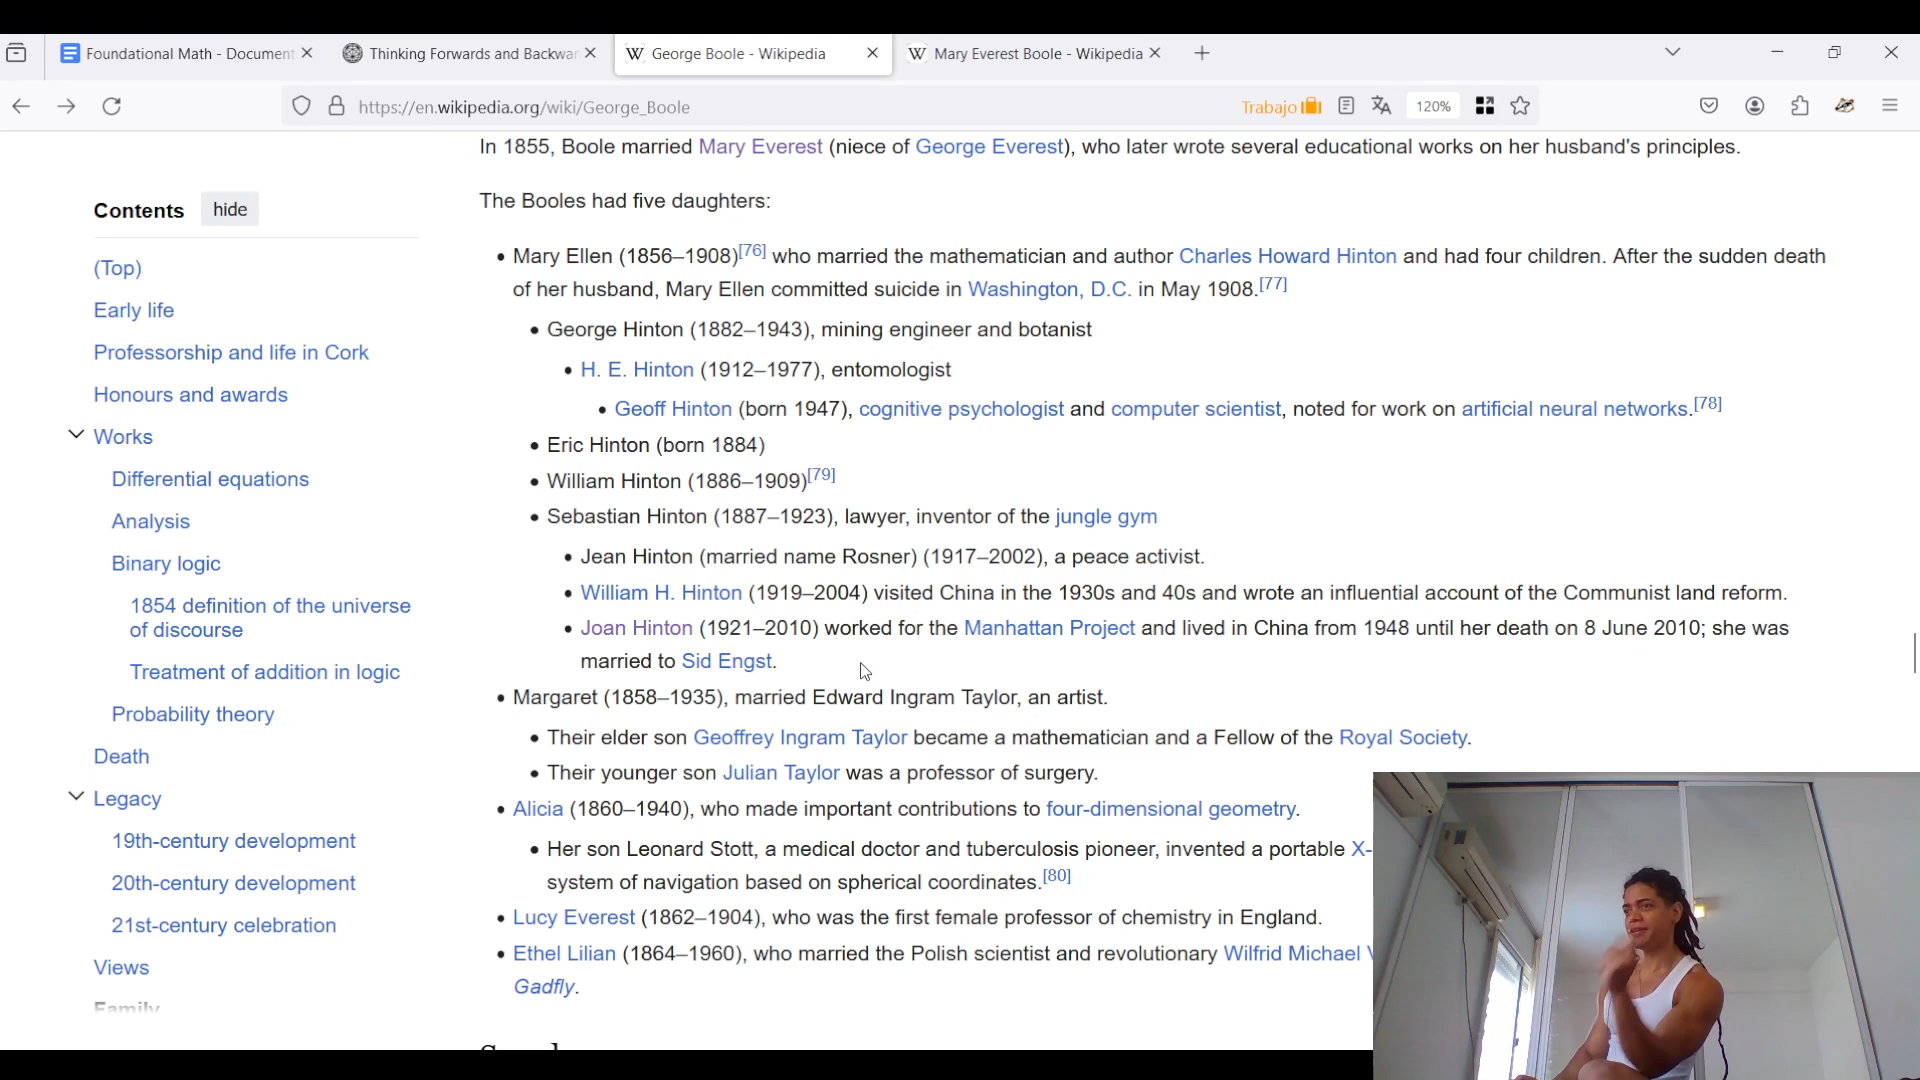 Foundational Math - Document
Thinking Forwards and Backwar
W George Boole - Wikipedia
W Mary Everest Boole - Wikipedia
https://en.wikipedia.org/wiki/George_Boole
Trabajo
120%
In 1855, Boole married Mary Everest (niece of George Everest), who later wrote several educational works on her husband's principles.
Contents hide
(Top)
Early life
Professorship and life in Cork
Honours and awards
Works
Differential equations
Analysis
Binary logic
1854 definition of the universe
of discourse
Treatment of addition in logic
Probability theory
Death
Legacy
19th-century development
20th-century development
21st-century celebration
Views
Family
The Booles had five daughters:
• Mary Ellen (1856–1908)[76] who married the mathematician and author Charles Howard Hinton and had four children. After the sudden death
of her husband, Mary Ellen committed suicide in Washington, D.C. in May 1908.[77]
• George Hinton (1882–1943), mining engineer and botanist
• H. E. Hinton (1912–1977), entomologist
• Geoff Hinton (born 1947), cognitive psychologist and computer scientist, noted for work on artificial neural networks.[78]
• Eric Hinton (born 1884)
• William Hinton (1886–1909)[79]
• Sebastian Hinton (1887–1923), lawyer, inventor of the jungle gym
• Jean Hinton (married name Rosner) (1917–2002), a peace activist.
• William H. Hinton (1919–2004) visited China in the 1930s and 40s and wrote an influential account of the Communist land reform.
• Joan Hinton (1921–2010) worked for the Manhattan Project and lived in China from 1948 until her death on 8 June 2010; she was
married to Sid Engst.
• Margaret (1858–1935), married Edward Ingram Taylor, an artist.
• Their elder son Geoffrey Ingram Taylor became a mathematician and a Fellow of the Royal Society.
• Their younger son Julian Taylor was a professor of surgery.
• Alicia (1860–1940), who made important contributions to four-dimensional geometry.
• Her son Leonard Stott, a medical doctor and tuberculosis pioneer, invented a portable X-
system of navigation based on spherical coordinates.[80]
• Lucy Everest (1862–1904), who was the first female professor of chemistry in England.
• Ethel Lilian (1864–1960), who married the Polish scientist and revolutionary Wilfrid Michael
Gadfly.